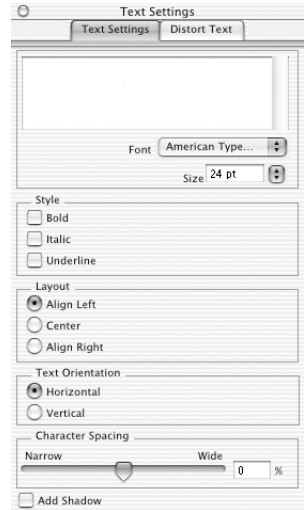 Text Settings
Text Settings Distort Text
Font American Type...
Size 24 pt
Style
Bold
Italic
Underline
Layout
Align Left
Center
Align Right
Text Orientation
Horizontal
Vertical
Character Spacing
Narrow Wide
0 %
Add Shadow